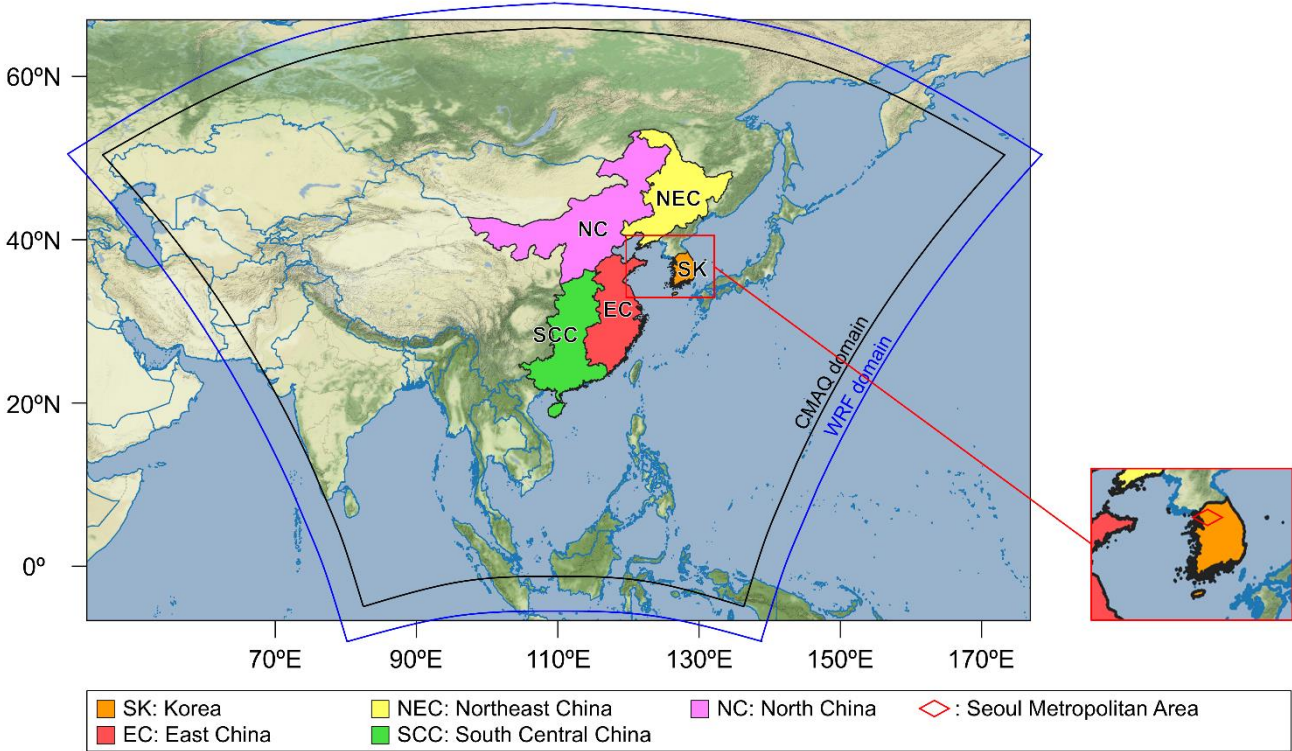 60ºN
40ºN
20ºN
0º
NEC
NC
SK
EC
SCC
CMAQ domain
WRF domain
70ºE
90ºE
110ºE
130ºE
150ºE
170ºE
SK: Korea
NEC: Northeast China
NC: North China
: Seoul Metropolitan Area
EC: East China
SCC: South Central China